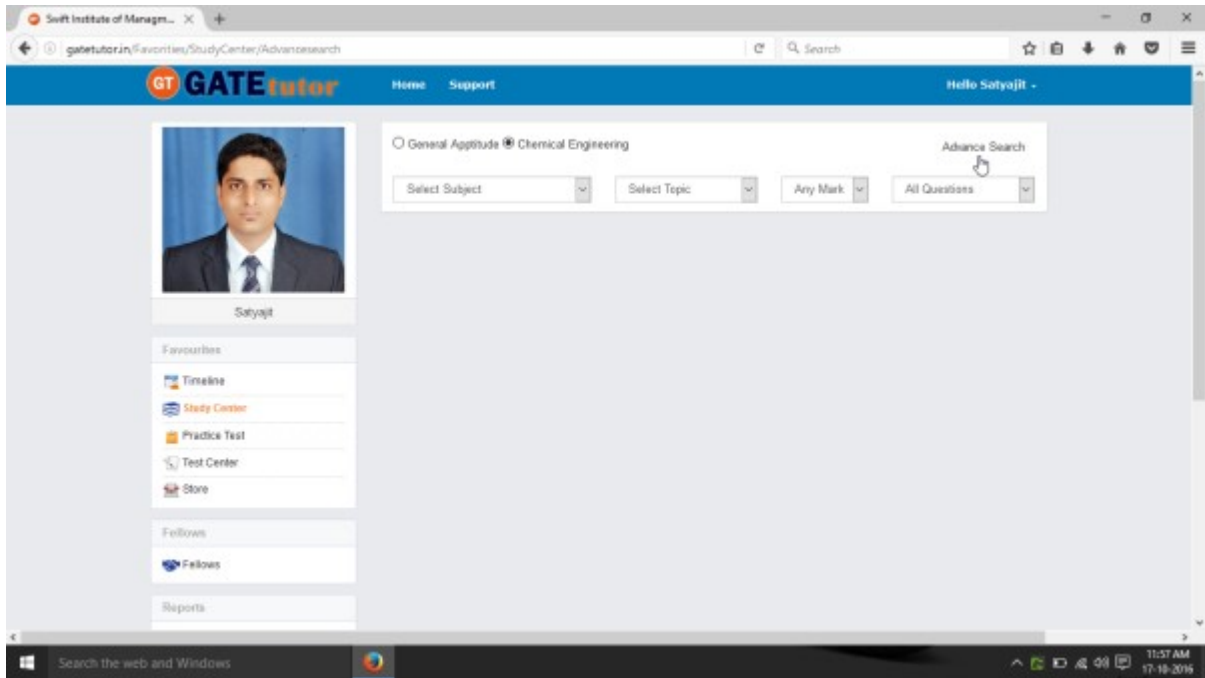 Swift Institute of Managm...
gatetutor.in/Favorities/StudyCenter/Advancesearch
Search
GT GATEtutor
Home Support
Hello Satyajit
General Apptitude Chemical Engineering
Advance Search
Select Subject Select Topic Any Mark All Questions
Satyajit
Favourites
Timeline
Study Center
Practice Test
Test Center
Store
Fellows
Fellows
Reports
Search the web and Windows
11:57 AM
17-10-2016